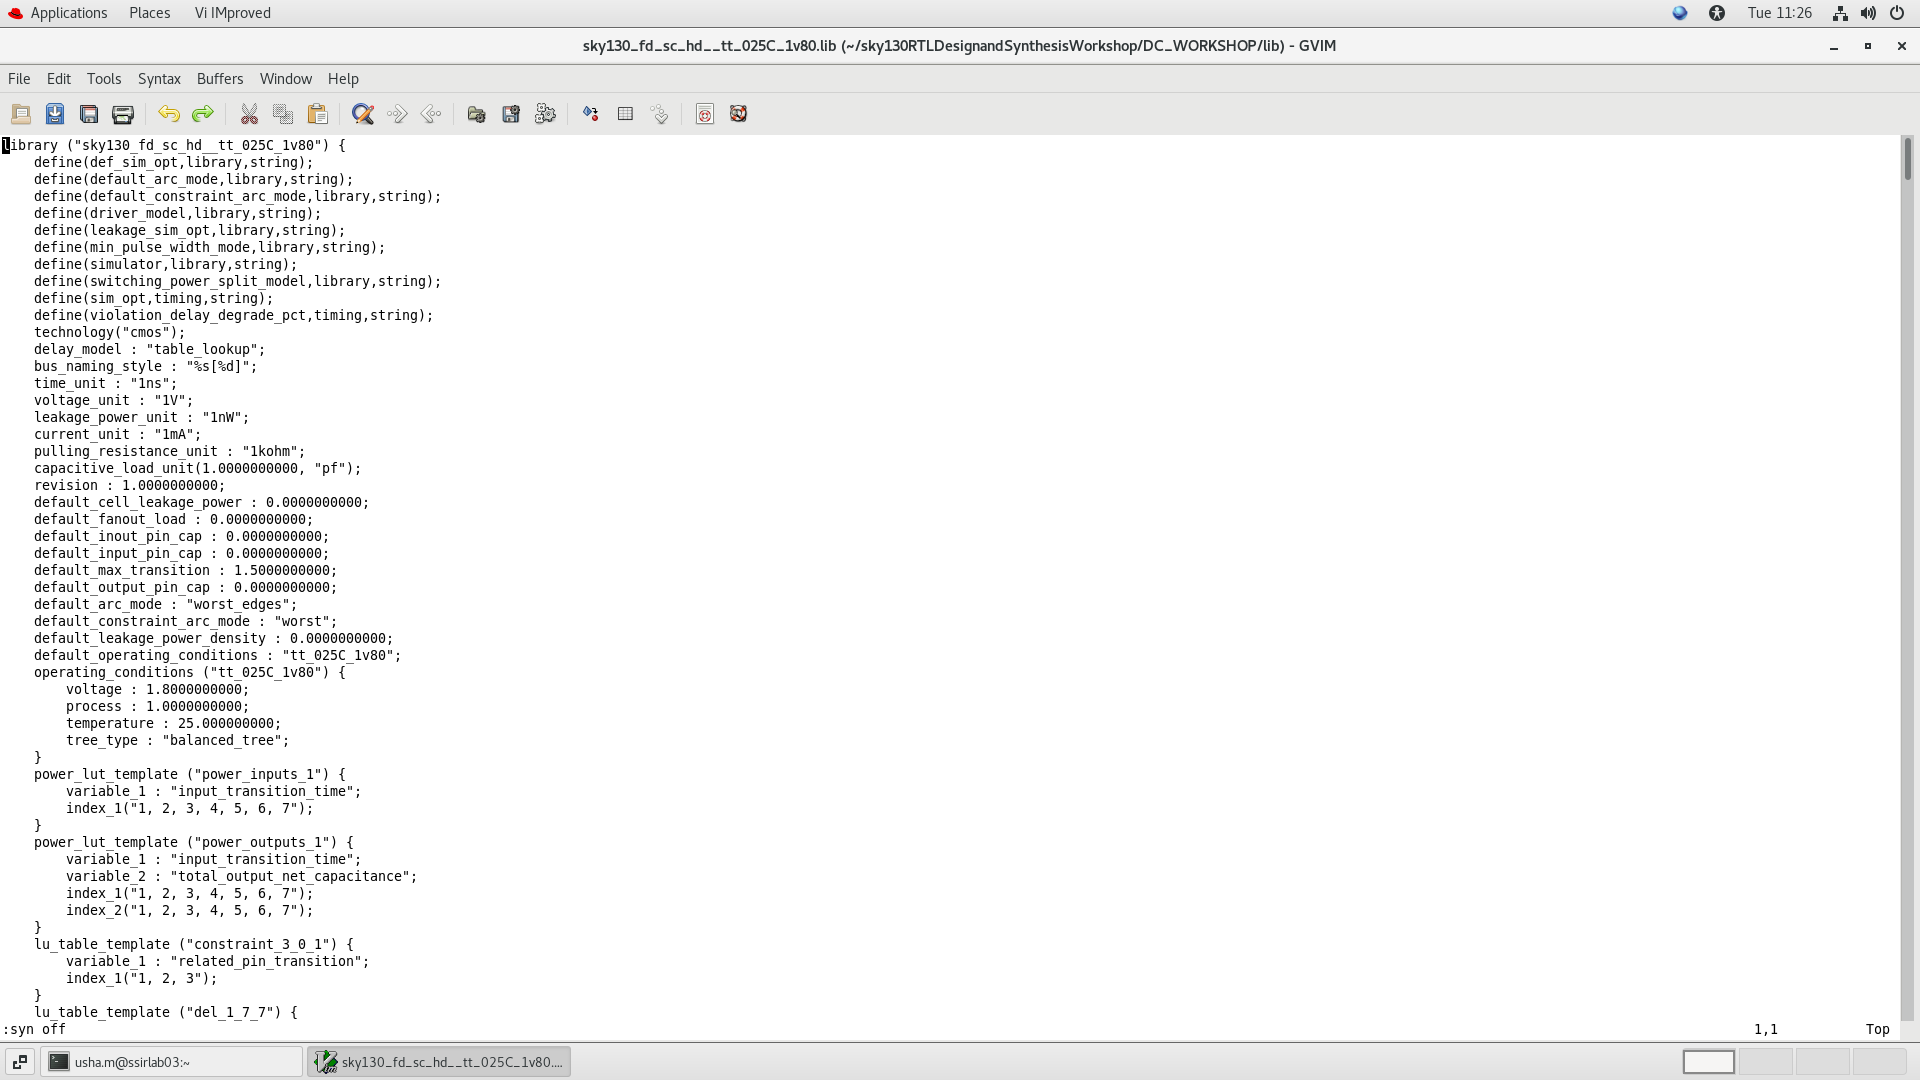 Applications Places Vi IMproved Tue 11:26
sky130_fd_sc_hd__tt_025C_1v80.lib (~/sky130RTLDesignandSynthesisWorkshop/DC_WORKSHOP/lib) - GVIM
File Edit Tools Syntax Buffers Window Help
library ("sky130_fd_sc_hd__tt_025C_1v80") {
    define(def_sim_opt,library,string);
    define(default_arc_mode,library,string);
    define(default_constraint_arc_mode,library,string);
    define(driver_model,library,string);
    define(leakage_sim_opt,library,string);
    define(min_pulse_width_mode,library,string);
    define(simulator,library,string);
    define(switching_power_split_model,library,string);
    define(sim_opt,timing,string);
    define(violation_delay_degrade_pct,timing,string);
    technology("cmos");
    delay_model : "table_lookup";
    bus_naming_style : "%s[%d]";
    time_unit : "1ns";
    voltage_unit : "1V";
    leakage_power_unit : "1nW";
    current_unit : "1mA";
    pulling_resistance_unit : "1kohm";
    capacitive_load_unit(1.0000000000, "pf");
    revision : 1.0000000000;
    default_cell_leakage_power : 0.0000000000;
    default_fanout_load : 0.0000000000;
    default_inout_pin_cap : 0.0000000000;
    default_input_pin_cap : 0.0000000000;
    default_max_transition : 1.5000000000;
    default_output_pin_cap : 0.0000000000;
    default_arc_mode : "worst_edges";
    default_constraint_arc_mode : "worst";
    default_leakage_power_density : 0.0000000000;
    default_operating_conditions : "tt_025C_1v80";
    operating_conditions ("tt_025C_1v80") {
        voltage : 1.8000000000;
        process : 1.0000000000;
        temperature : 25.000000000;
        tree_type : "balanced_tree";
    }
    power_lut_template ("power_inputs_1") {
        variable_1 : "input_transition_time";
        index_1("1, 2, 3, 4, 5, 6, 7");
    }
    power_lut_template ("power_outputs_1") {
        variable_1 : "input_transition_time";
        variable_2 : "total_output_net_capacitance";
        index_1("1, 2, 3, 4, 5, 6, 7");
        index_2("1, 2, 3, 4, 5, 6, 7");
    }
    lu_table_template ("constraint_3_0_1") {
        variable_1 : "related_pin_transition";
        index_1("1, 2, 3");
    }
    lu_table_template ("del_1_7_7") {
:syn off 1,1 Top
usha.m@ssirlab03:~ sky130_fd_sc_hd__tt_025C_1v80....